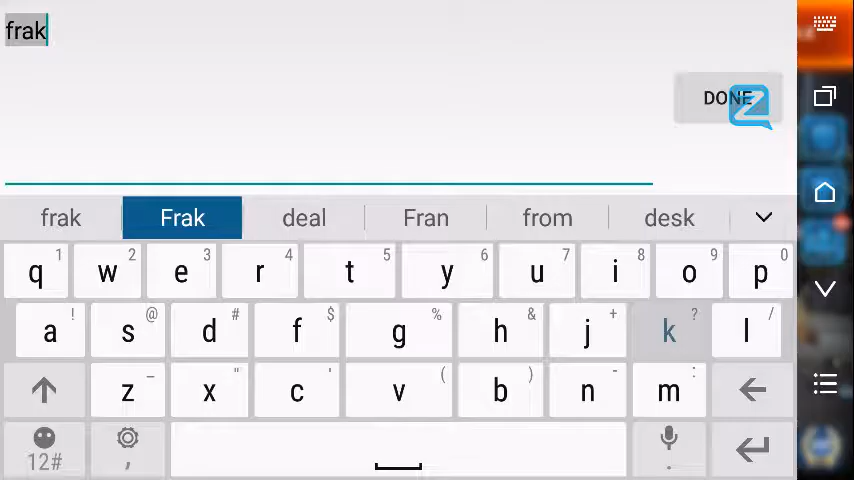 frak
DONE
frak Frak deal Fran from desk
1 2 3 4 5 6 7 8 9 0
q w e r t y u i o p
! @ # $ % & + ? /
a s d f g h j k l
_ " ' ( ) - :
z x c v b n m
12# , .